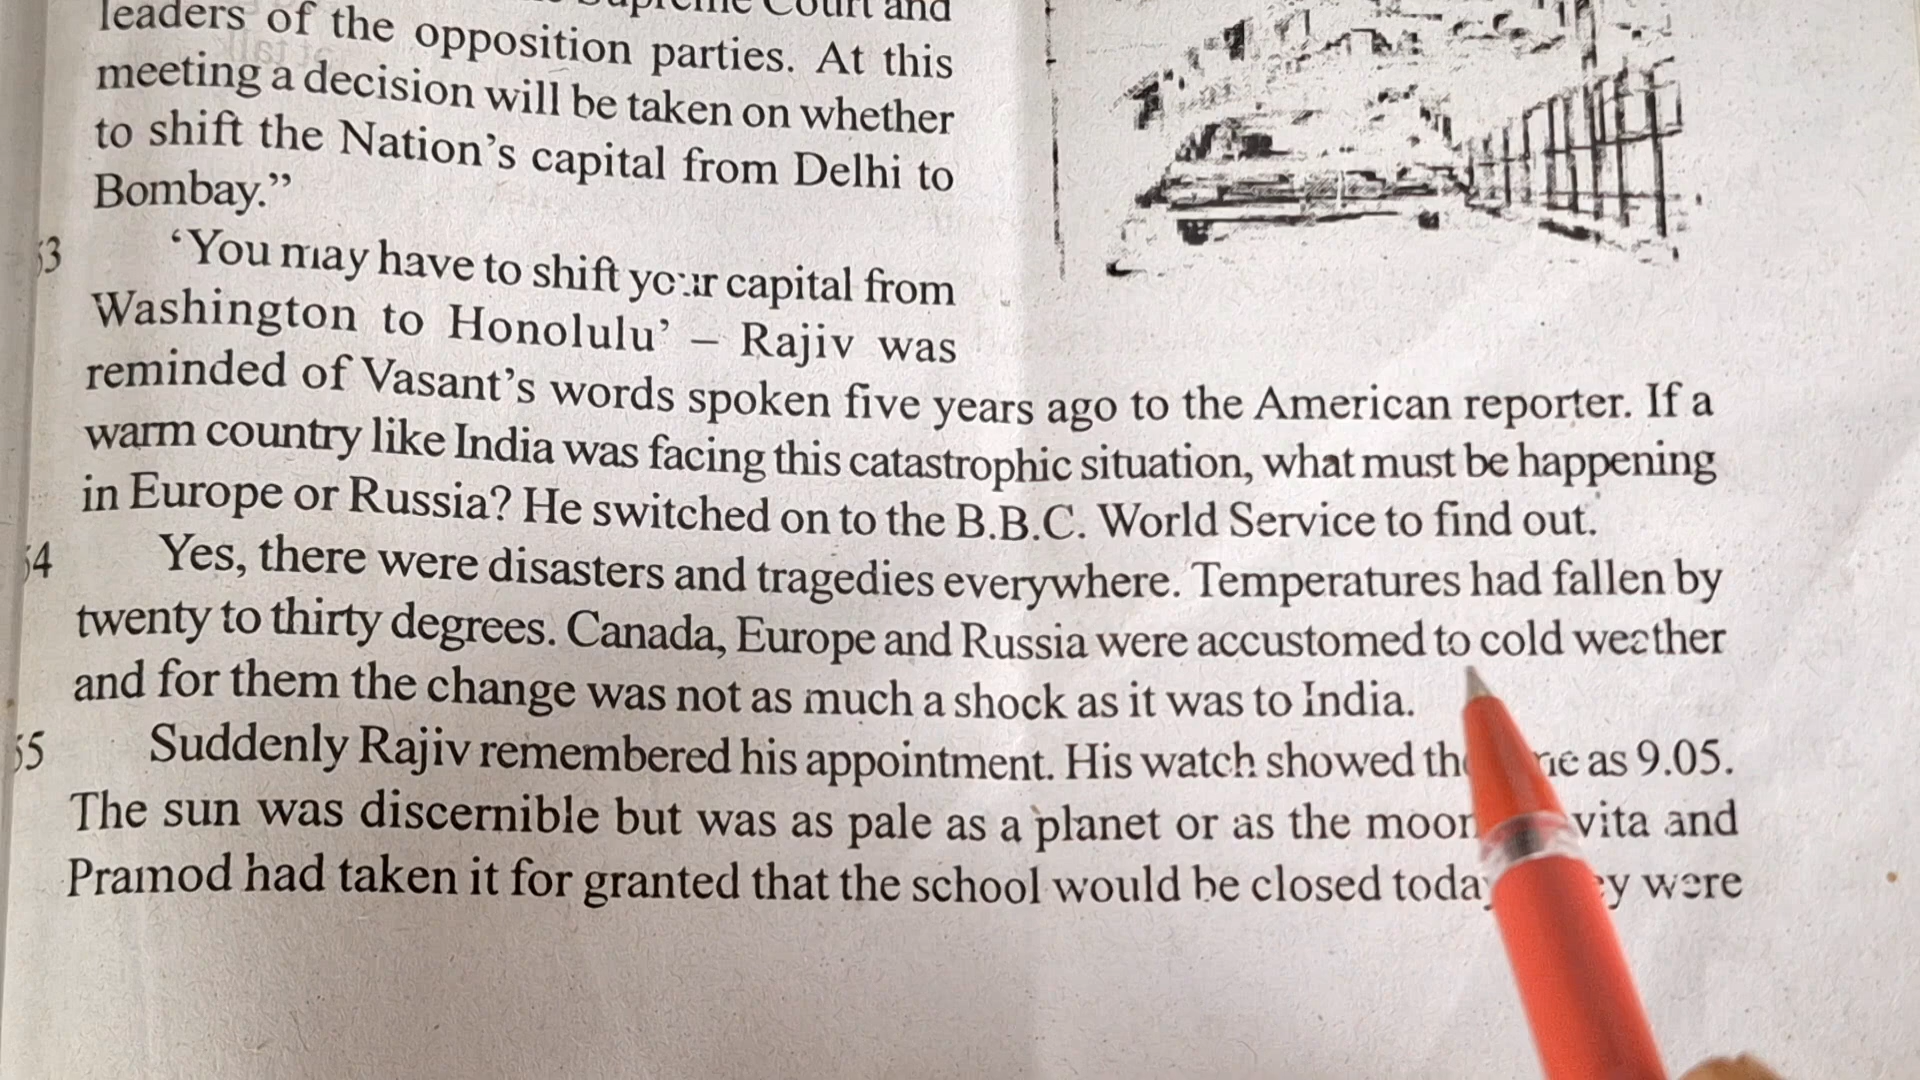 Supreme Court and
leaders of the opposition parties. At this
meeting a decision will be taken on whether
to shift the Nation's capital from Delhi to
Bombay.”
‘You may have to shift your capital from
Washington to Honolulu’ – Rajiv was
reminded of Vasant's words spoken five years ago to the American reporter. If a
warm country like India was facing this catastrophic situation, what must be happening
in Europe or Russia? He switched on to the B.B.C. World Service to find out.
Yes, there were disasters and tragedies everywhere. Temperatures had fallen by
twenty to thirty degrees. Canada, Europe and Russia were accustomed to cold weather
and for them the change was not as much a shock as it was to India.
Suddenly Rajiv remembered his appointment. His watch showed as 9.05.
The sun was discernible but was as pale as a planet or as the moon and
Pramod had taken it for granted that the school would be closed today were